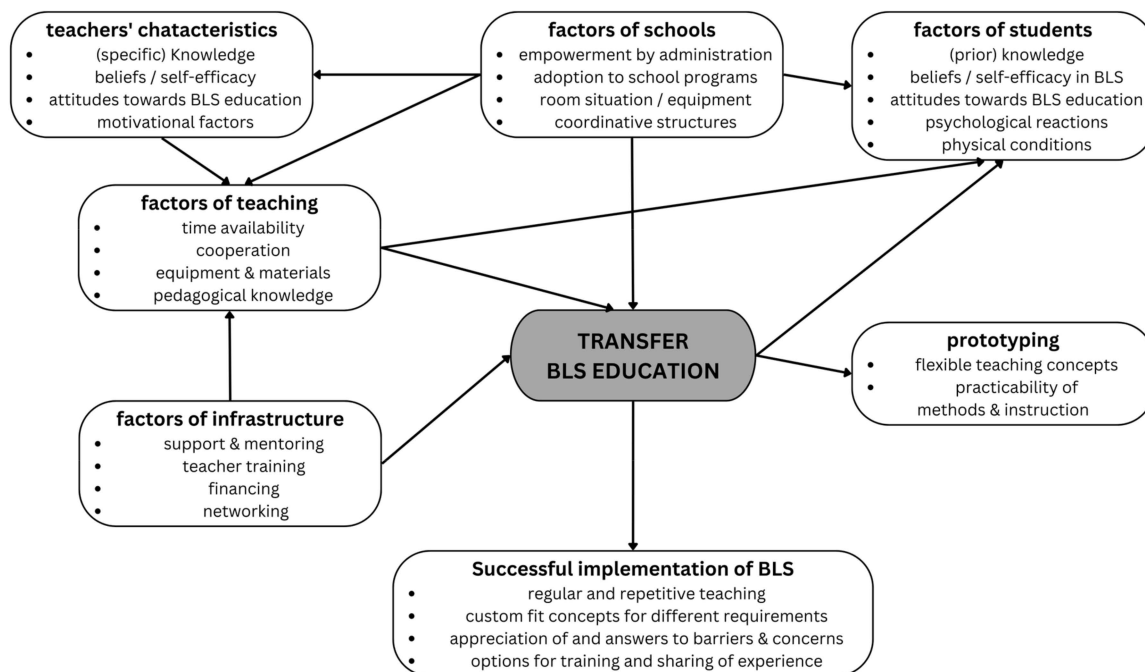 teachers' chatacteristics
• (specific) Knowledge
• beliefs / self-efficacy
• attitudes towards BLS education
• motivational factors
factors of schools
• empowerment by administration
• adoption to school programs
• room situation / equipment
• coordinative structures
factors of students
• (prior) knowledge
• beliefs / self-efficacy in BLS
• attitudes towards BLS education
• psychological reactions
• physical conditions
factors of teaching
• time availability
• cooperation
• equipment & materials
• pedagogical knowledge
TRANSFER
BLS EDUCATION
prototyping
• flexible teaching concepts
• practicability of
methods & instruction
factors of infrastructure
• support & mentoring
• teacher training
• financing
• networking
Successful implementation of BLS
• regular and repetitive teaching
• custom fit concepts for different requirements
• appreciation of and answers to barriers & concerns
• options for training and sharing of experience